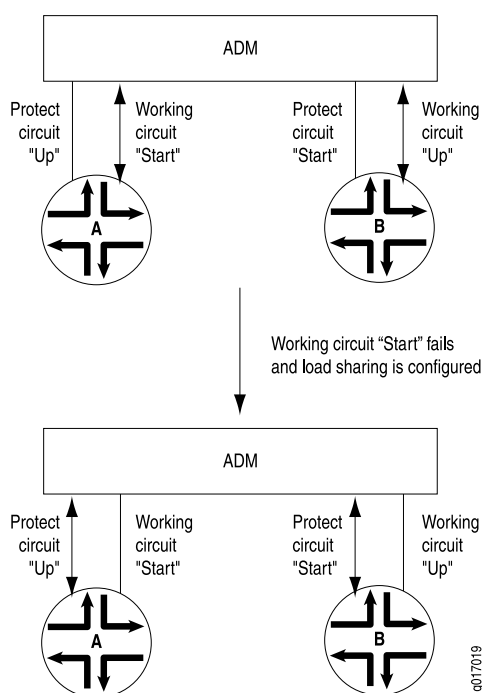 ADM
Protect
circuit
"Up"
Working
circuit
"Start"
Protect
circuit
"Start"
Working
circuit
"Up"
A
B
Working circuit “Start” fails
and load sharing is configured
ADM
Protect
circuit
"Up"
Working
circuit
"Start"
Protect
circuit
"Start"
Working
circuit
"Up"
A
B
g017019